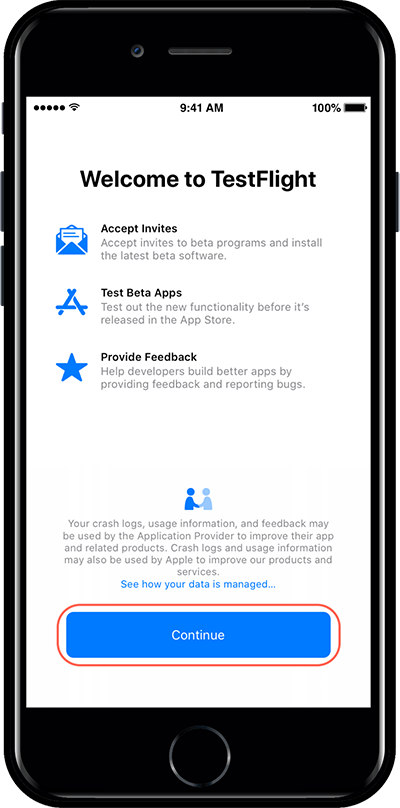 9:41 AM 100%
Welcome to TestFlight
Accept Invites
Accept invites to beta programs and install
the latest beta software.
Test Beta Apps
Test out the new functionality before it's
released in the App Store.
Provide Feedback
Help developers build better apps by
providing feedback and reporting bugs.
Your crash logs, usage information, and feedback may
be used by the Application Provider to improve their app
and related products. Crash logs and usage information
may also be used by Apple to improve our products and
services.
See how your data is managed...
Continue